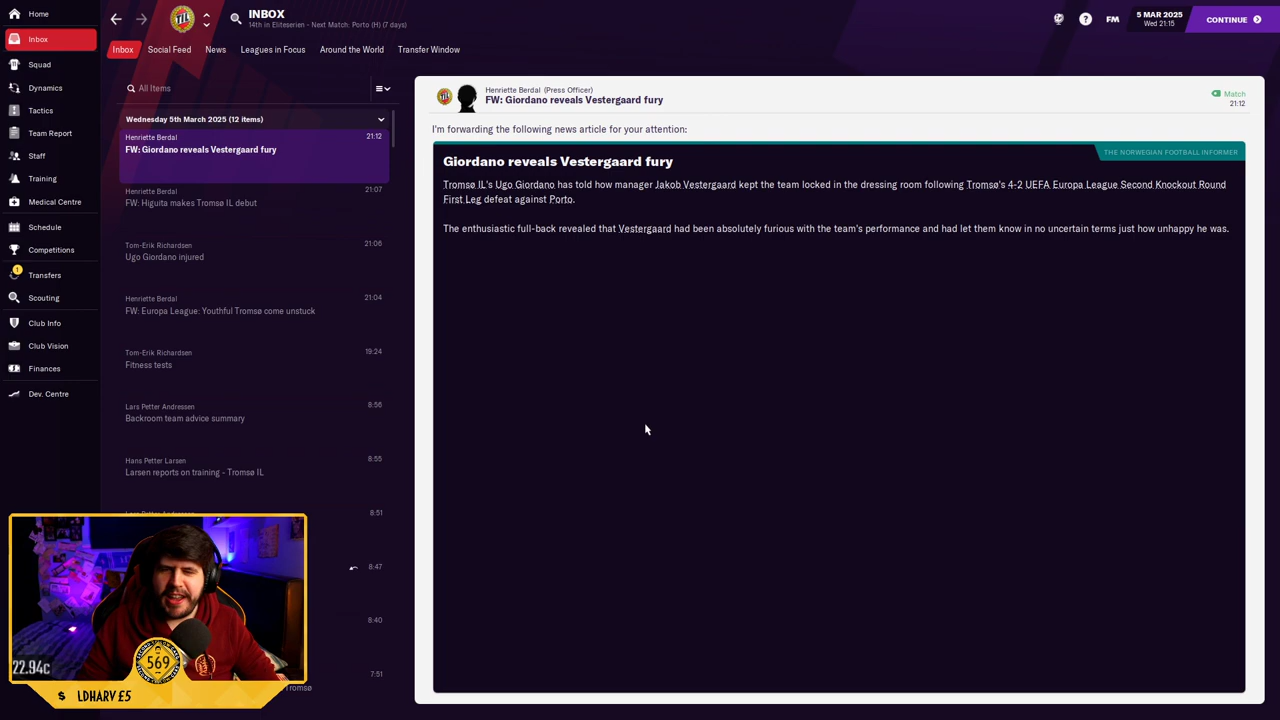 Home
Inbox
Squad
Dynamics
Tactics
Team Report
Staff
Training
Medical Centre
Schedule
Competitions
1
Transfers
Scouting
Club Info
Club Vision
Finances
Dev. Centre
TIL
INBOX
14th in Eliteserien - Next Match: Porto (H) (7 days)
FM
5 MAR 2025
Wed 21:15
CONTINUE
Inbox
Social Feed
News
Leagues in Focus
Around the World
Transfer Window
All Items
Wednesday 5th March 2025 (12 items)
Henriette Berdal
21:12
FW: Giordano reveals Vestergaard fury
Henriette Berdal
21:07
FW: Higuita makes Tromsø IL debut
Tom-Erik Richardsen
21:06
Ugo Giordano injured
Henriette Berdal
21:04
FW: Europa League: Youthful Tromsø come unstuck
Tom-Erik Richardsen
19:24
Fitness tests
Lars Petter Andressen
8:56
Backroom team advice summary
Hans Petter Larsen
8:55
Larsen reports on training - Tromsø IL
8:51
8:47
8:40
7:51
Tromsø
Henriette Berdal (Press Officer)
FW: Giordano reveals Vestergaard fury
Match
21:12
I'm forwarding the following news article for your attention:
THE NORWEGIAN FOOTBALL INFORMER
Giordano reveals Vestergaard fury
Tromsø IL's Ugo Giordano has told how manager Jakob Vestergaard kept the team locked in the dressing room following Tromsø's 4-2 UEFA Europa League Second Knockout Round
First Leg defeat against Porto.
The enthusiastic full-back revealed that Vestergaard had been absolutely furious with the team's performance and had let them know in no uncertain terms just how unhappy he was.
22.94c
569
$ LDHARV £5